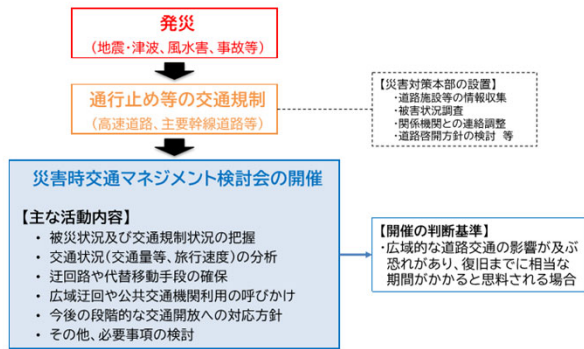 発災
(地震・津波、風水害、事故等)
通行止め等の交通規制
(高速道路、主要幹線道路等)
【災害対策本部の設置】
・道路施設等の情報収集
・被害状況調査
・関係機関との連絡調整
・道路啓開方針の検討 等
災害時交通マネジメント検討会の開催
【主な活動内容】
・ 被災状況及び交通規制状況の把握
・ 交通状況(交通量等、旅行速度)の分析
・ 迂回路や代替移動手段の確保
・ 広域迂回や公共交通機関利用の呼びかけ
・ 今後の段階的な交通開放への対応方針
・ その他、必要事項の検討
【開催の判断基準】
・広域的な道路交通の影響が及ぶ
恐れがあり、復旧までに相当な
期間がかかると思料される場合